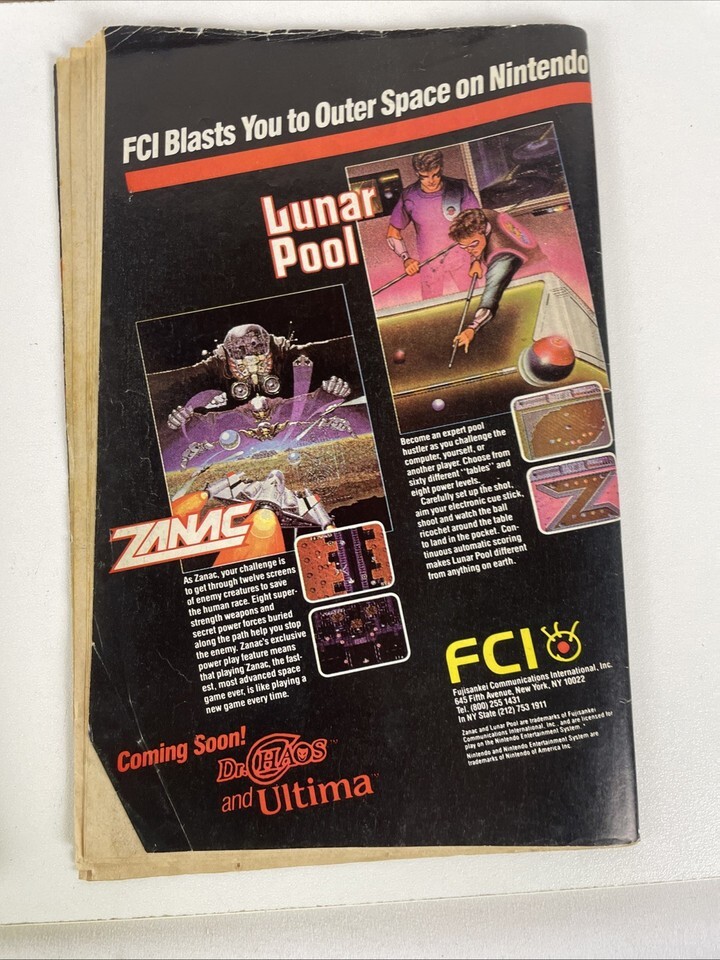 FCI Blasts You to Outer Space on Nintendo
Lunar
Pool
Become an expert pool
hustler as you challenge the
computer, yourself, or
another player. Choose from
sixty different "tables" and
eight power levels.
Carefully set up the shot,
aim your electronic cue stick,
shoot and watch the ball
ricochet around the table
to land in the pocket. Con-
tinuous automatic scoring
makes Lunar Pool different
from anything on earth.
ZANAC
As Zanac, your challenge is
to get through twelve screens
of enemy creatures to save
the human race. Eight super-
strength weapons and
secret power forces buried
along the path help you stop
the enemy. Zanac's exclusive
power play feature means
that playing Zanac, the fast-
est, most advanced space
game ever, is like playing a
new game every time.
FCI
Fujisankei Communications International, Inc.
645 Fifth Avenue, New York, NY 10022
Tel. (800) 255 1431
In NY State (212) 753 1911
Zanac and Lunar Pool are trademarks of Fujisankei
Communications International, Inc., and are licensed for
play on the Nintendo Entertainment System.™
Nintendo and Nintendo Entertainment System are
trademarks of Nintendo of America Inc.
Coming Soon!
Dr. CHAOS™
and Ultima™